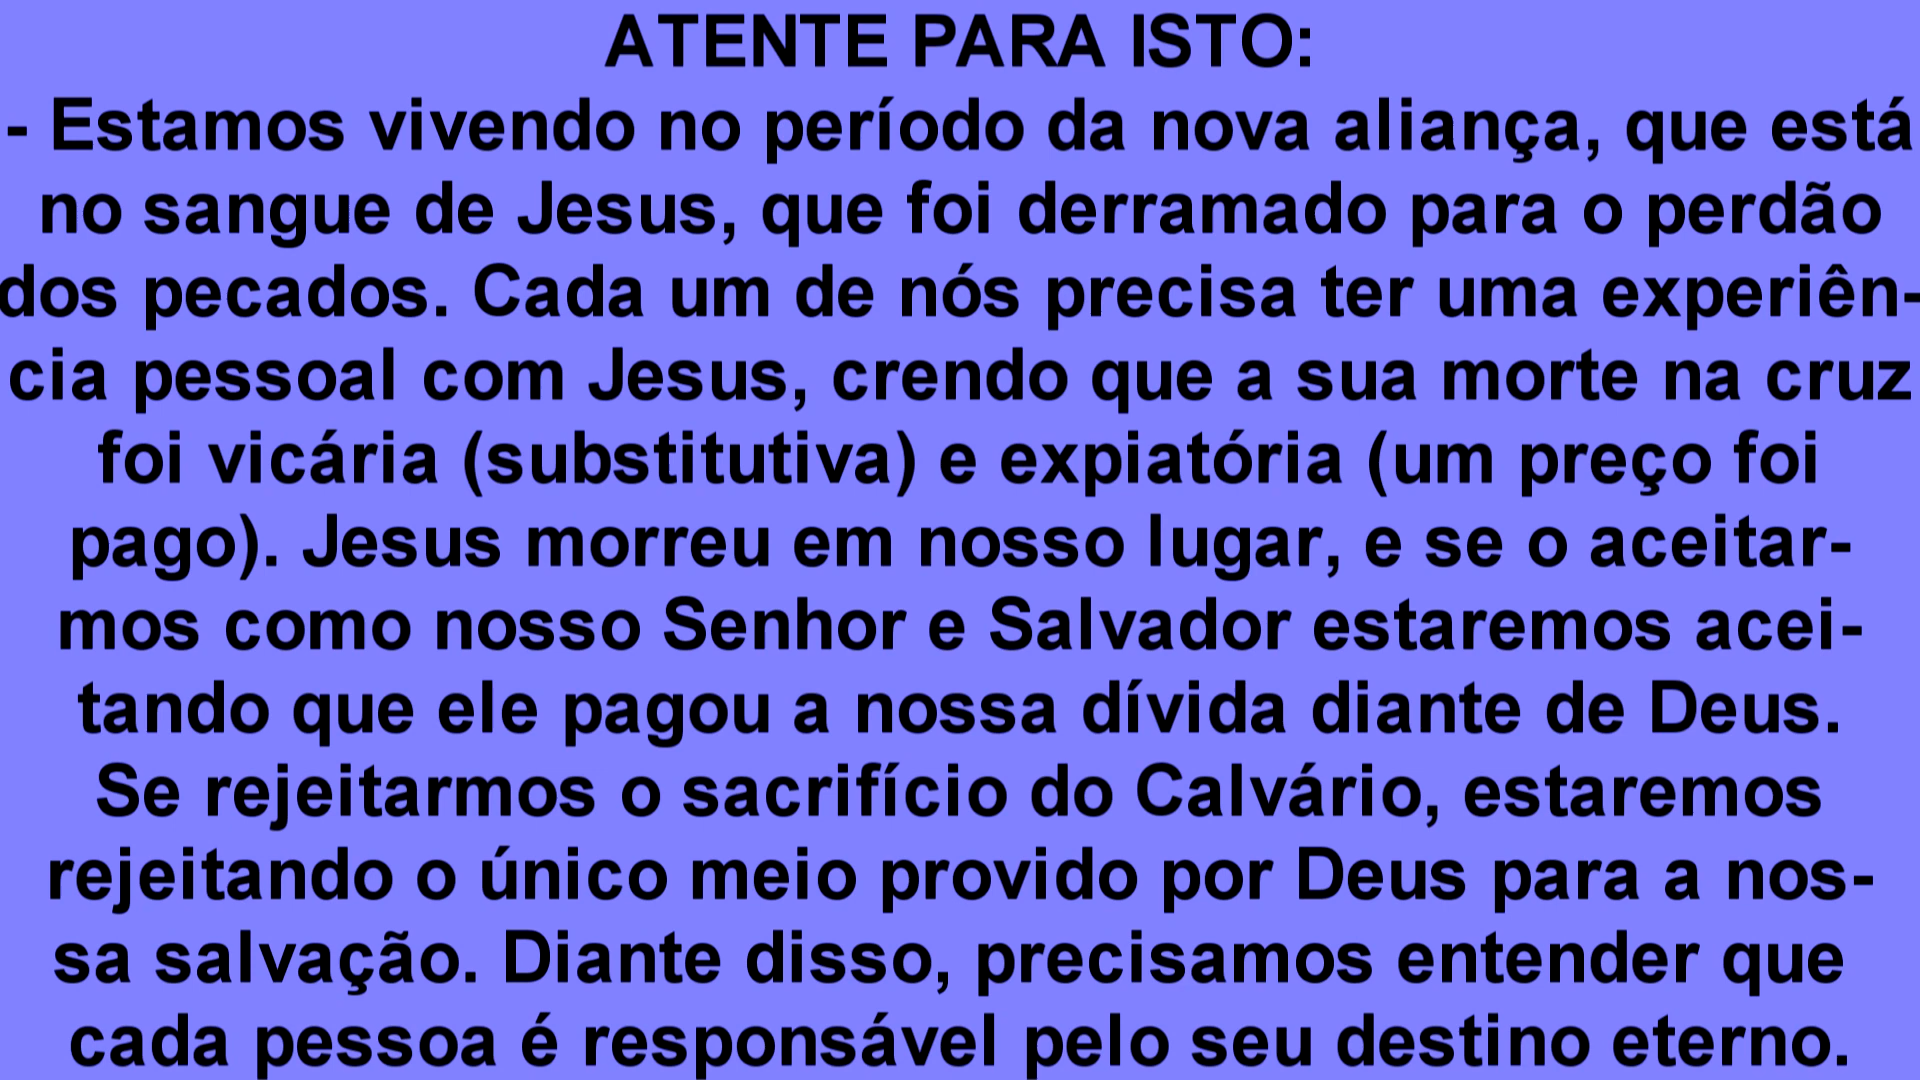 ATENTE PARA ISTO:
- Estamos vivendo no período da nova aliança, que está
no sangue de Jesus, que foi derramado para o perdão
dos pecados. Cada um de nós precisa ter uma experiên-
cia pessoal com Jesus, crendo que a sua morte na cruz
foi vicária (substitutiva) e expiatória (um preço foi
pago). Jesus morreu em nosso lugar, e se o aceitar-
mos como nosso Senhor e Salvador estaremos acei-
tando que ele pagou a nossa dívida diante de Deus.
Se rejeitarmos o sacrifício do Calvário, estaremos
rejeitando o único meio provido por Deus para a nos-
sa salvação. Diante disso, precisamos entender que
cada pessoa é responsável pelo seu destino eterno.